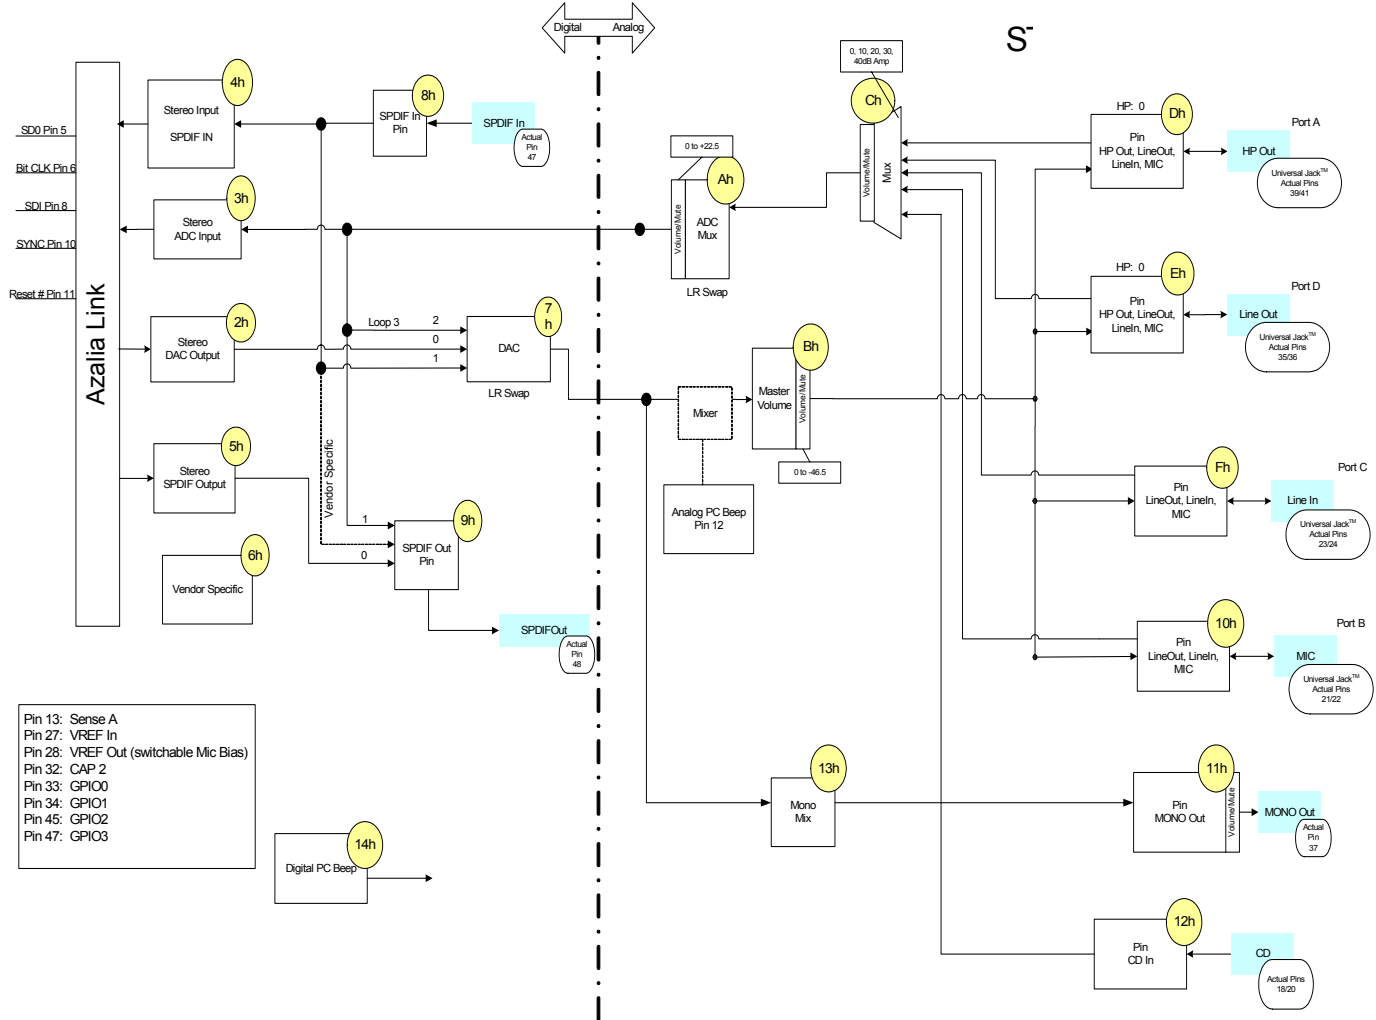 Digital
Analog
S-
0, 10, 20, 30,
40dB Amp
SD0 Pin 5
Bit CLK Pin 6
SDI Pin 8
SYNC Pin 10
Reset # Pin 11
Azalia Link
4h
Stereo Input
SPDIF IN
8h
SPDIF In
Pin
SPDIF In
Actual
Pin
47
3h
Stereo
ADC Input
0 to +22.5
Ah
Volume/Mute
ADC
Mux
LR Swap
Ch
Volume/Mute
Mux
HP: 0
Dh
Pin
HP Out, LineOut,
LineIn, MIC
Port A
HP Out
Universal Jack™
Actual Pins
39/41
HP: 0
Eh
Pin
HP Out, LineOut,
LineIn, MIC
Port D
Line Out
Universal Jack™
Actual Pins
35/36
2h
Stereo
DAC Output
Loop 3
2
0
1
7
h
DAC
LR Swap
Mixer
Bh
Master
Volume
Volume/Mute
0 to -46.5
Analog PC Beep
Pin 12
Fh
Pin
LineOut, LineIn,
MIC
Port C
Line In
Universal Jack™
Actual Pins
23/24
5h
Stereo
SPDIF Output
Vendor Specific
1
0
9h
SPDIF Out
Pin
6h
Vendor Specific
SPDIFOut
Actual
Pin
48
10h
Pin
LineOut, LineIn,
MIC
Port B
MIC
Universal Jack™
Actual Pins
21/22
Pin 13: Sense A
Pin 27: VREF In
Pin 28: VREF Out (switchable Mic Bias)
Pin 32: CAP 2
Pin 33: GPIO0
Pin 34: GPIO1
Pin 45: GPIO2
Pin 47: GPIO3
13h
Mono
Mix
11h
Pin
MONO Out
Volume/Mute
MONO Out
Actual
Pin
37
14h
Digital PC Beep
12h
Pin
CD In
CD
Actual Pins
18/20